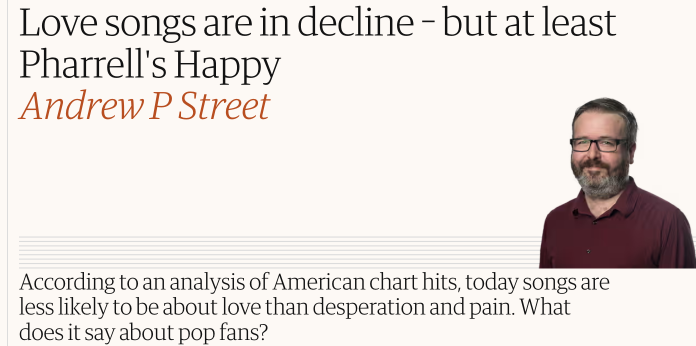 Love songs are in decline – but at least
Pharrell's Happy
Andrew P Street
According to an analysis of American chart hits, today songs are
less likely to be about love than desperation and pain. What
does it say about pop fans?